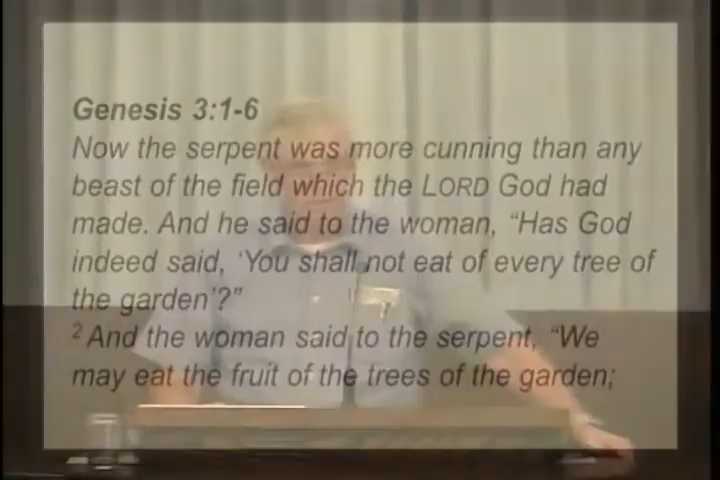 Genesis 3:1-6
Now the serpent was more cunning than any
beast of the field which the LORD God had
made. And he said to the woman, “Has God
indeed said, ‘You shall not eat of every tree of
the garden’?”
2 And the woman said to the serpent, “We
may eat the fruit of the trees of the garden;